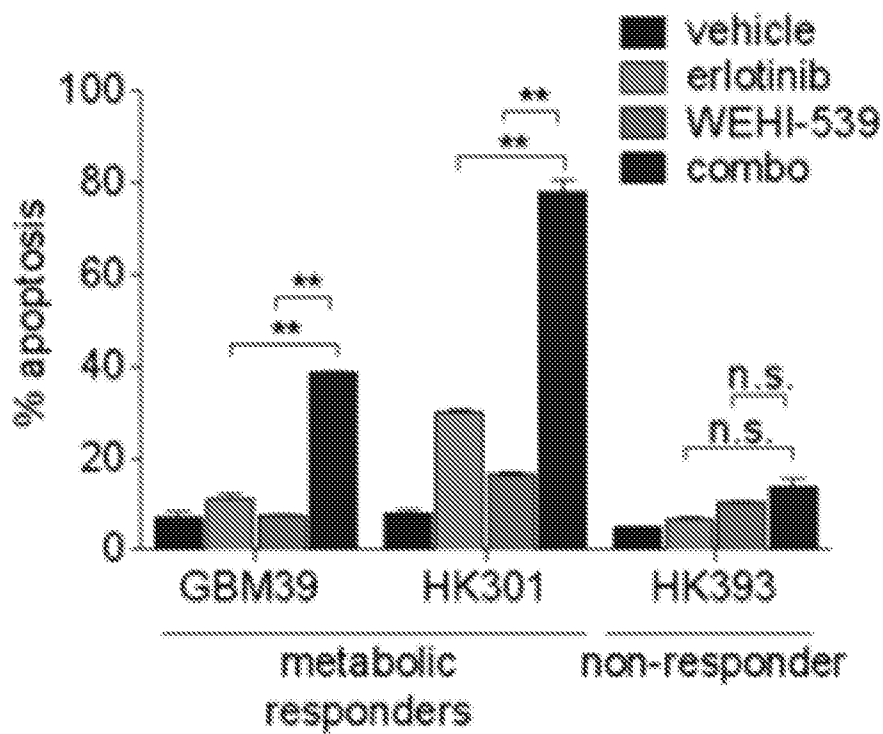 vehicle
erlotinib
WEHI-539
combo
% apoptosis
100
80
60
40
20
0
**
**
**
**
n.s.
n.s.
GBM39
HK301
HK393
metabolic
responders
non-responder